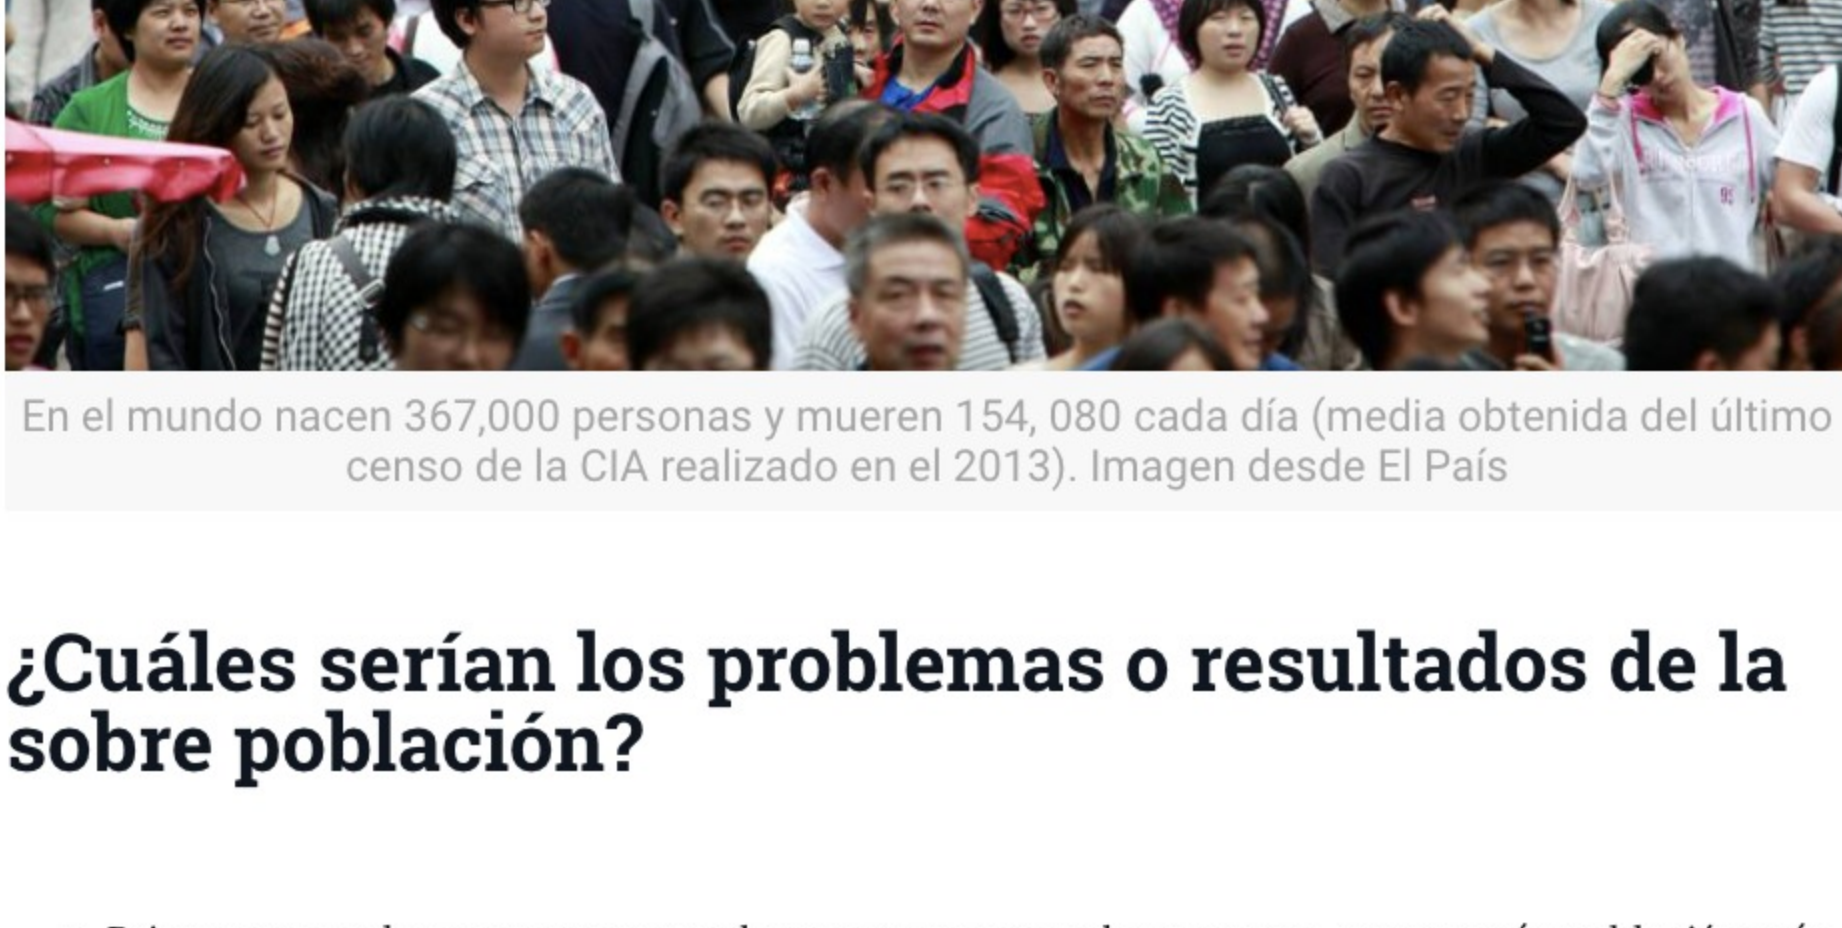 En el mundo nacen 367,000 personas y mueren 154, 080 cada día (media obtenida del último
censo de la CIA realizado en el 2013). Imagen desde El País
¿Cuáles serían los problemas o resultados de la
sobre población?